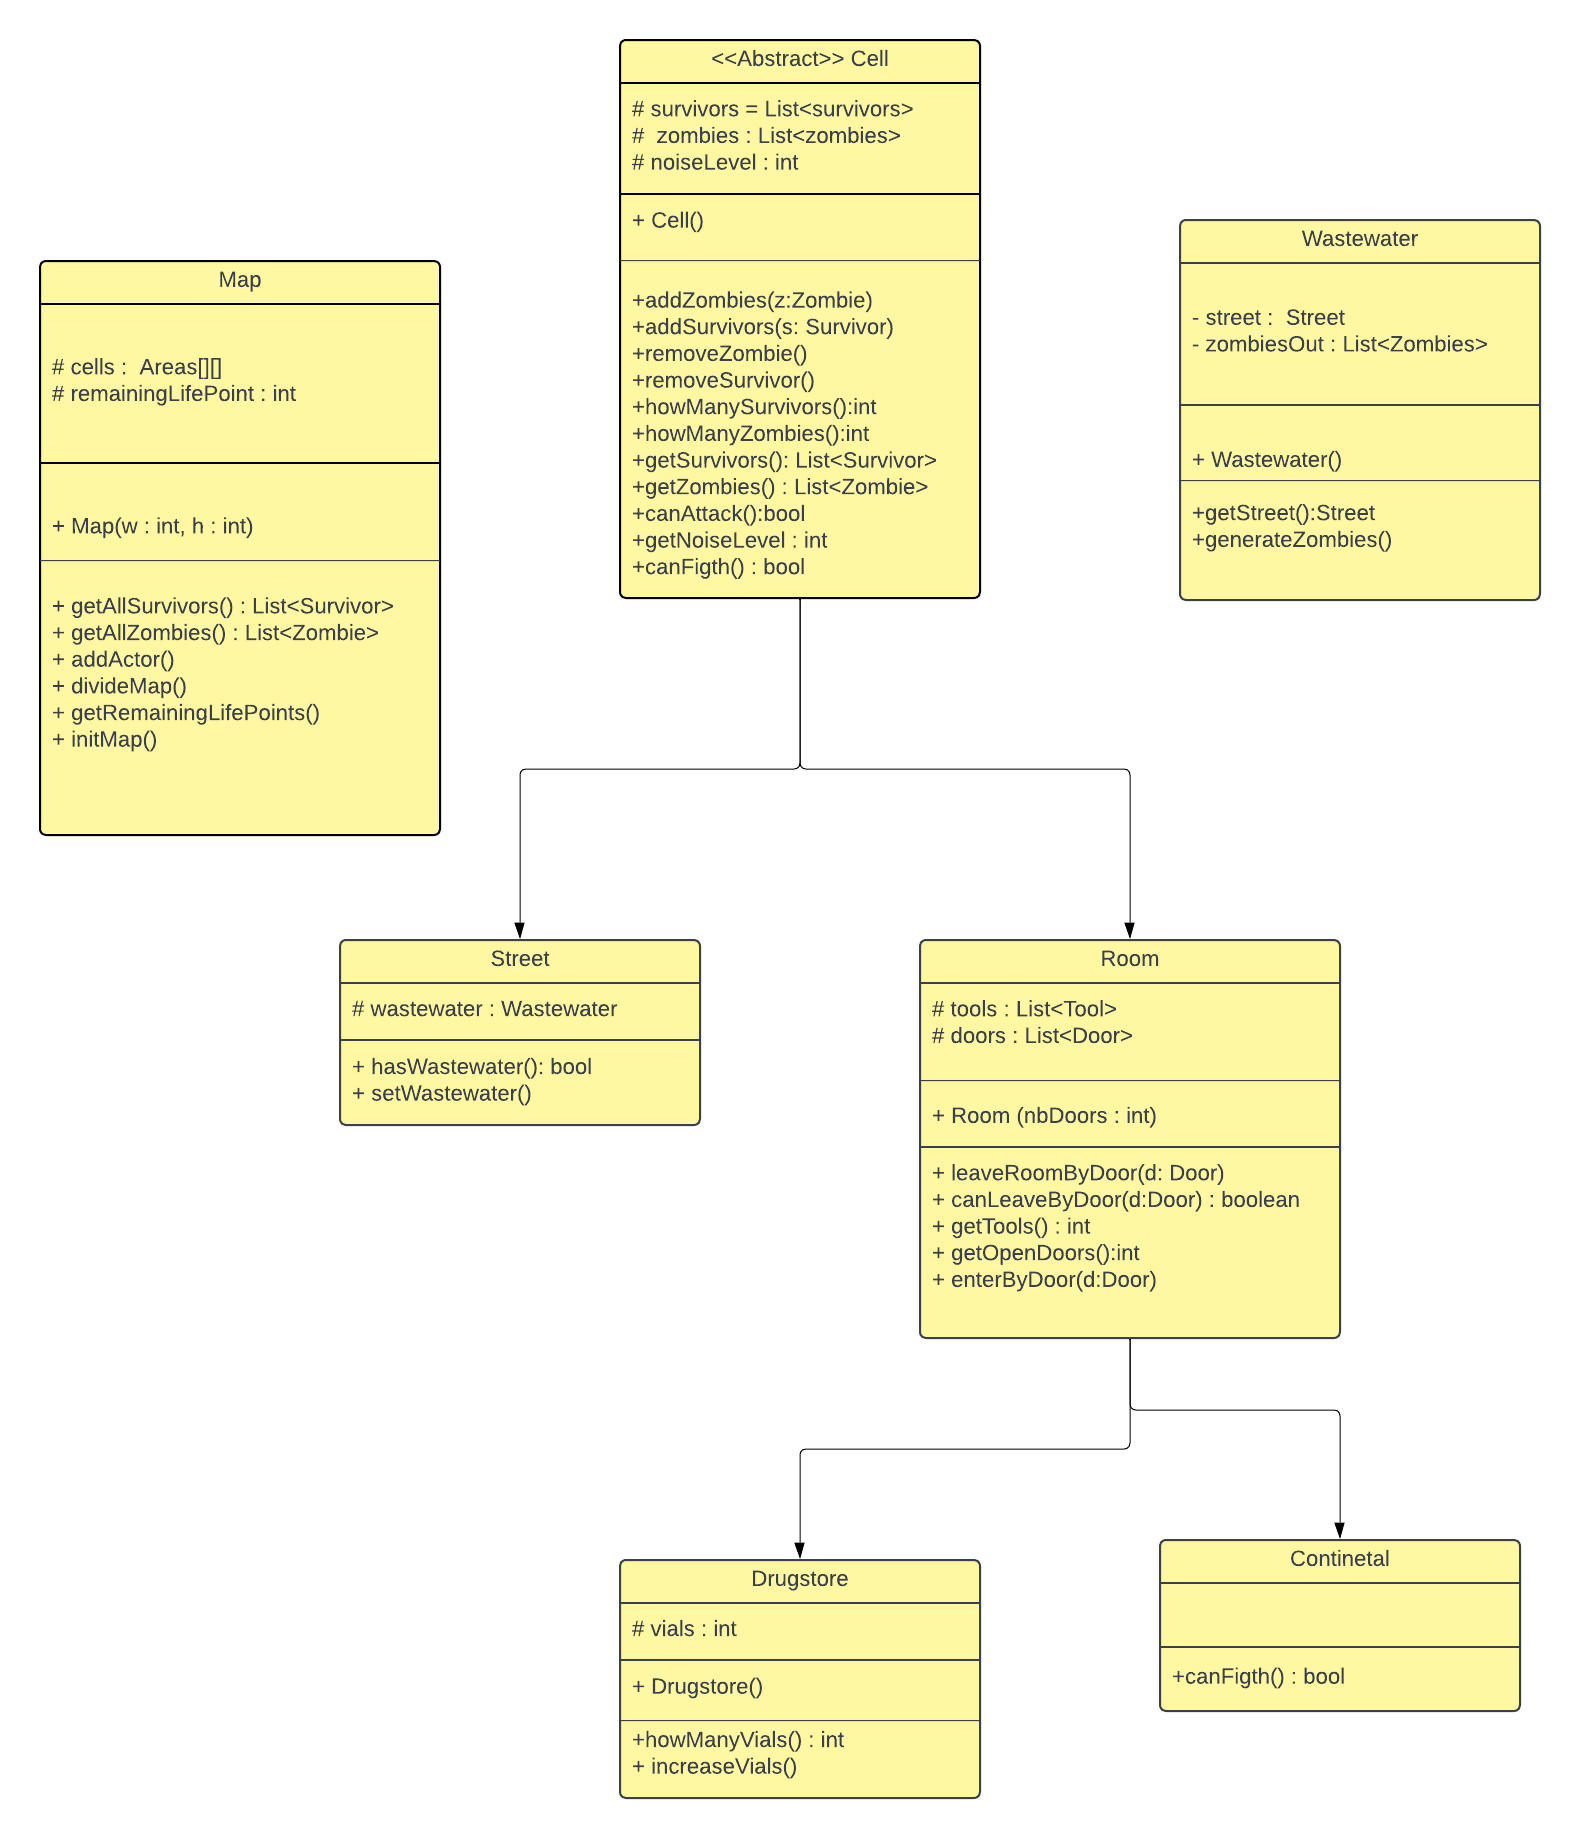 <<Abstract>> Cell
# survivors = List<survivors>
#  zombies : List<zombies>
# noiseLevel : int
+ Cell()
+addZombies(z:Zombie)
+addSurvivors(s: Survivor)
+removeZombie()
+removeSurvivor()
+howManySurvivors():int
+howManyZombies():int
+getSurvivors(): List<Survivor>
+getZombies() : List<Zombie>
+canAttack():bool
+getNoiseLevel : int
+canFigth() : bool
Wastewater
- street :  Street
- zombiesOut : List<Zombies>
+ Wastewater()
+getStreet():Street
+generateZombies()
Map
# cells :  Areas[][]
# remainingLifePoint : int
+ Map(w : int, h : int)
+ getAllSurvivors() : List<Survivor>
+ getAllZombies() : List<Zombie>
+ addActor()
+ divideMap()
+ getRemainingLifePoints()
+ initMap()
Street
# wastewater : Wastewater
+ hasWastewater(): bool
+ setWastewater()
Room
# tools : List<Tool>
# doors : List<Door>
+ Room (nbDoors : int)
+ leaveRoomByDoor(d: Door)
+ canLeaveByDoor(d:Door) : boolean
+ getTools() : int
+ getOpenDoors():int
+ enterByDoor(d:Door)
Drugstore
# vials : int
+ Drugstore()
+howManyVials() : int
+ increaseVials()
Continetal
+canFigth() : bool